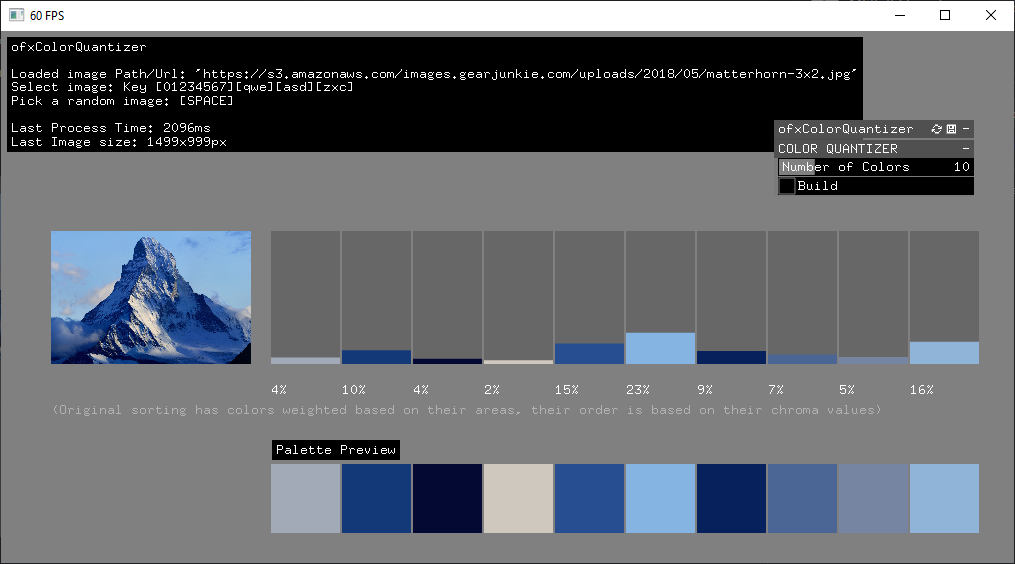 60 FPS
ofxColorQuantizer
Loaded image Path/Url: "https://s3.amazonaws.com/images.gearjunkie.com/uploads/2018/05/matterhorn-3x2.jpg"
Select image: Key [01234567][qwe][asd][zxc]
Pick a random image: [SPACE]
Last Process Time: 2096ms
Last Image size: 1499x999px
ofxColorQuantizer -
COLOR QUANTIZER -
Number of Colors 10
Build
4% 10% 4% 2% 15% 23% 9% 7% 5% 16%
(Original sorting has colors weighted based on their areas, their order is based on their chroma values)
Palette Preview